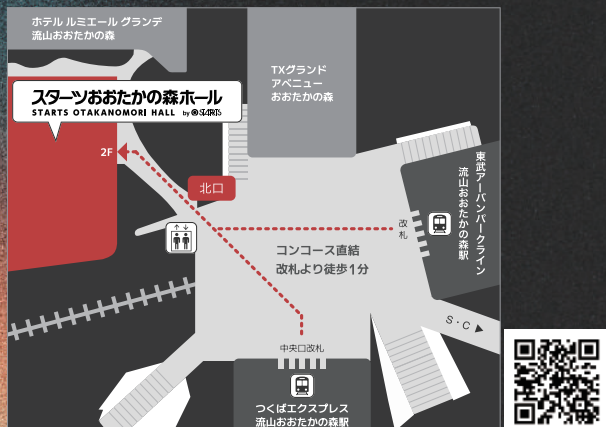 ホテル ルミエール グランデ
流山おおたかの森
TXグランド
アベニュー
おおたかの森
スターツおおたかの森ホール
STARTS OTAKANOMORI HALL by STARTS
2F
北口
東武アーバンパークライン
流山おおたかの森駅
改札
コンコース直結
改札より徒歩1分
S・C ▶
中央口改札
つくばエクスプレス
流山おおたかの森駅